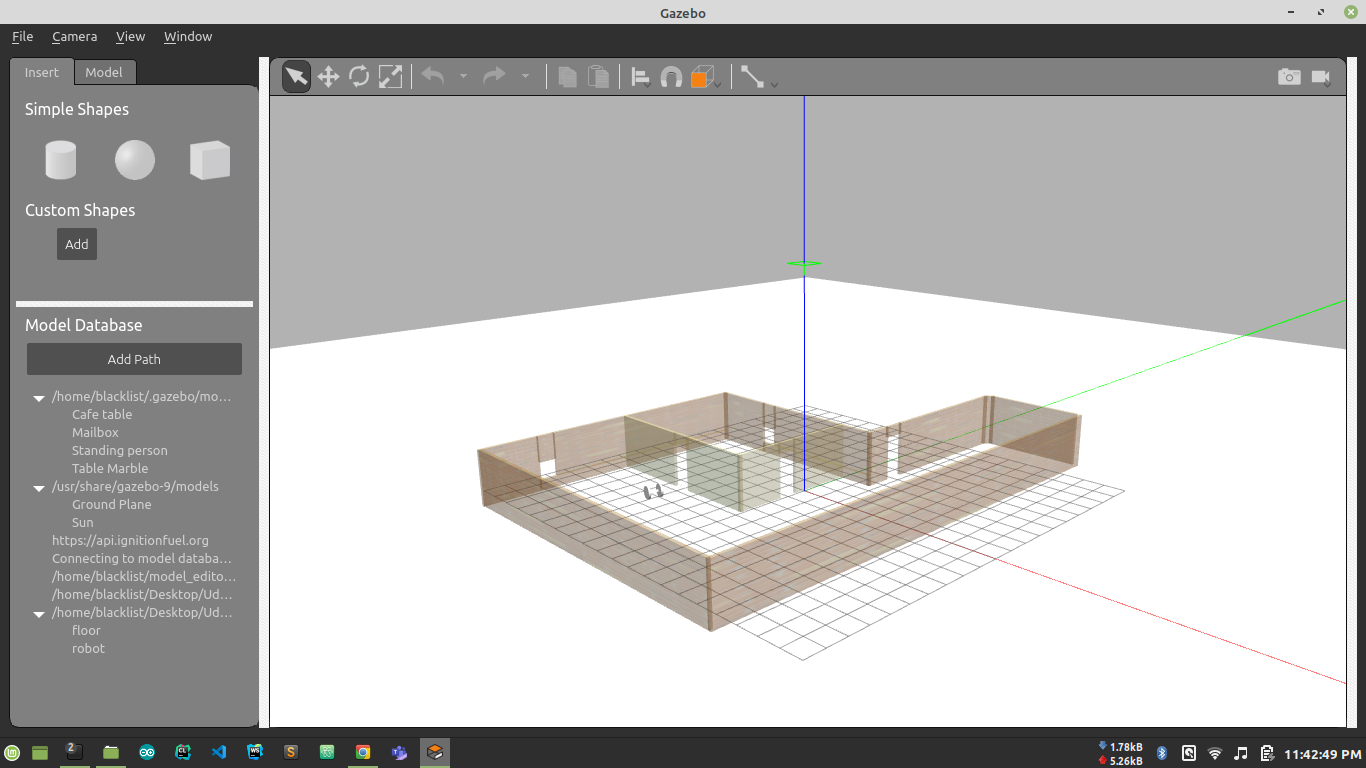 Gazebo
File Camera View Window
Insert Model
Simple Shapes
Custom Shapes
Add
Model Database
Add Path
/home/blacklist/.gazebo/mo...
Cafe table
Mailbox
Standing person
Table Marble
/usr/share/gazebo-9/models
Ground Plane
Sun
https://api.ignitionfuel.org
Connecting to model databa...
/home/blacklist/model_edito...
/home/blacklist/Desktop/Ud...
/home/blacklist/Desktop/Ud...
floor
robot
2
CL
WS
S
1.78kB
5.26kB
11:42:49 PM